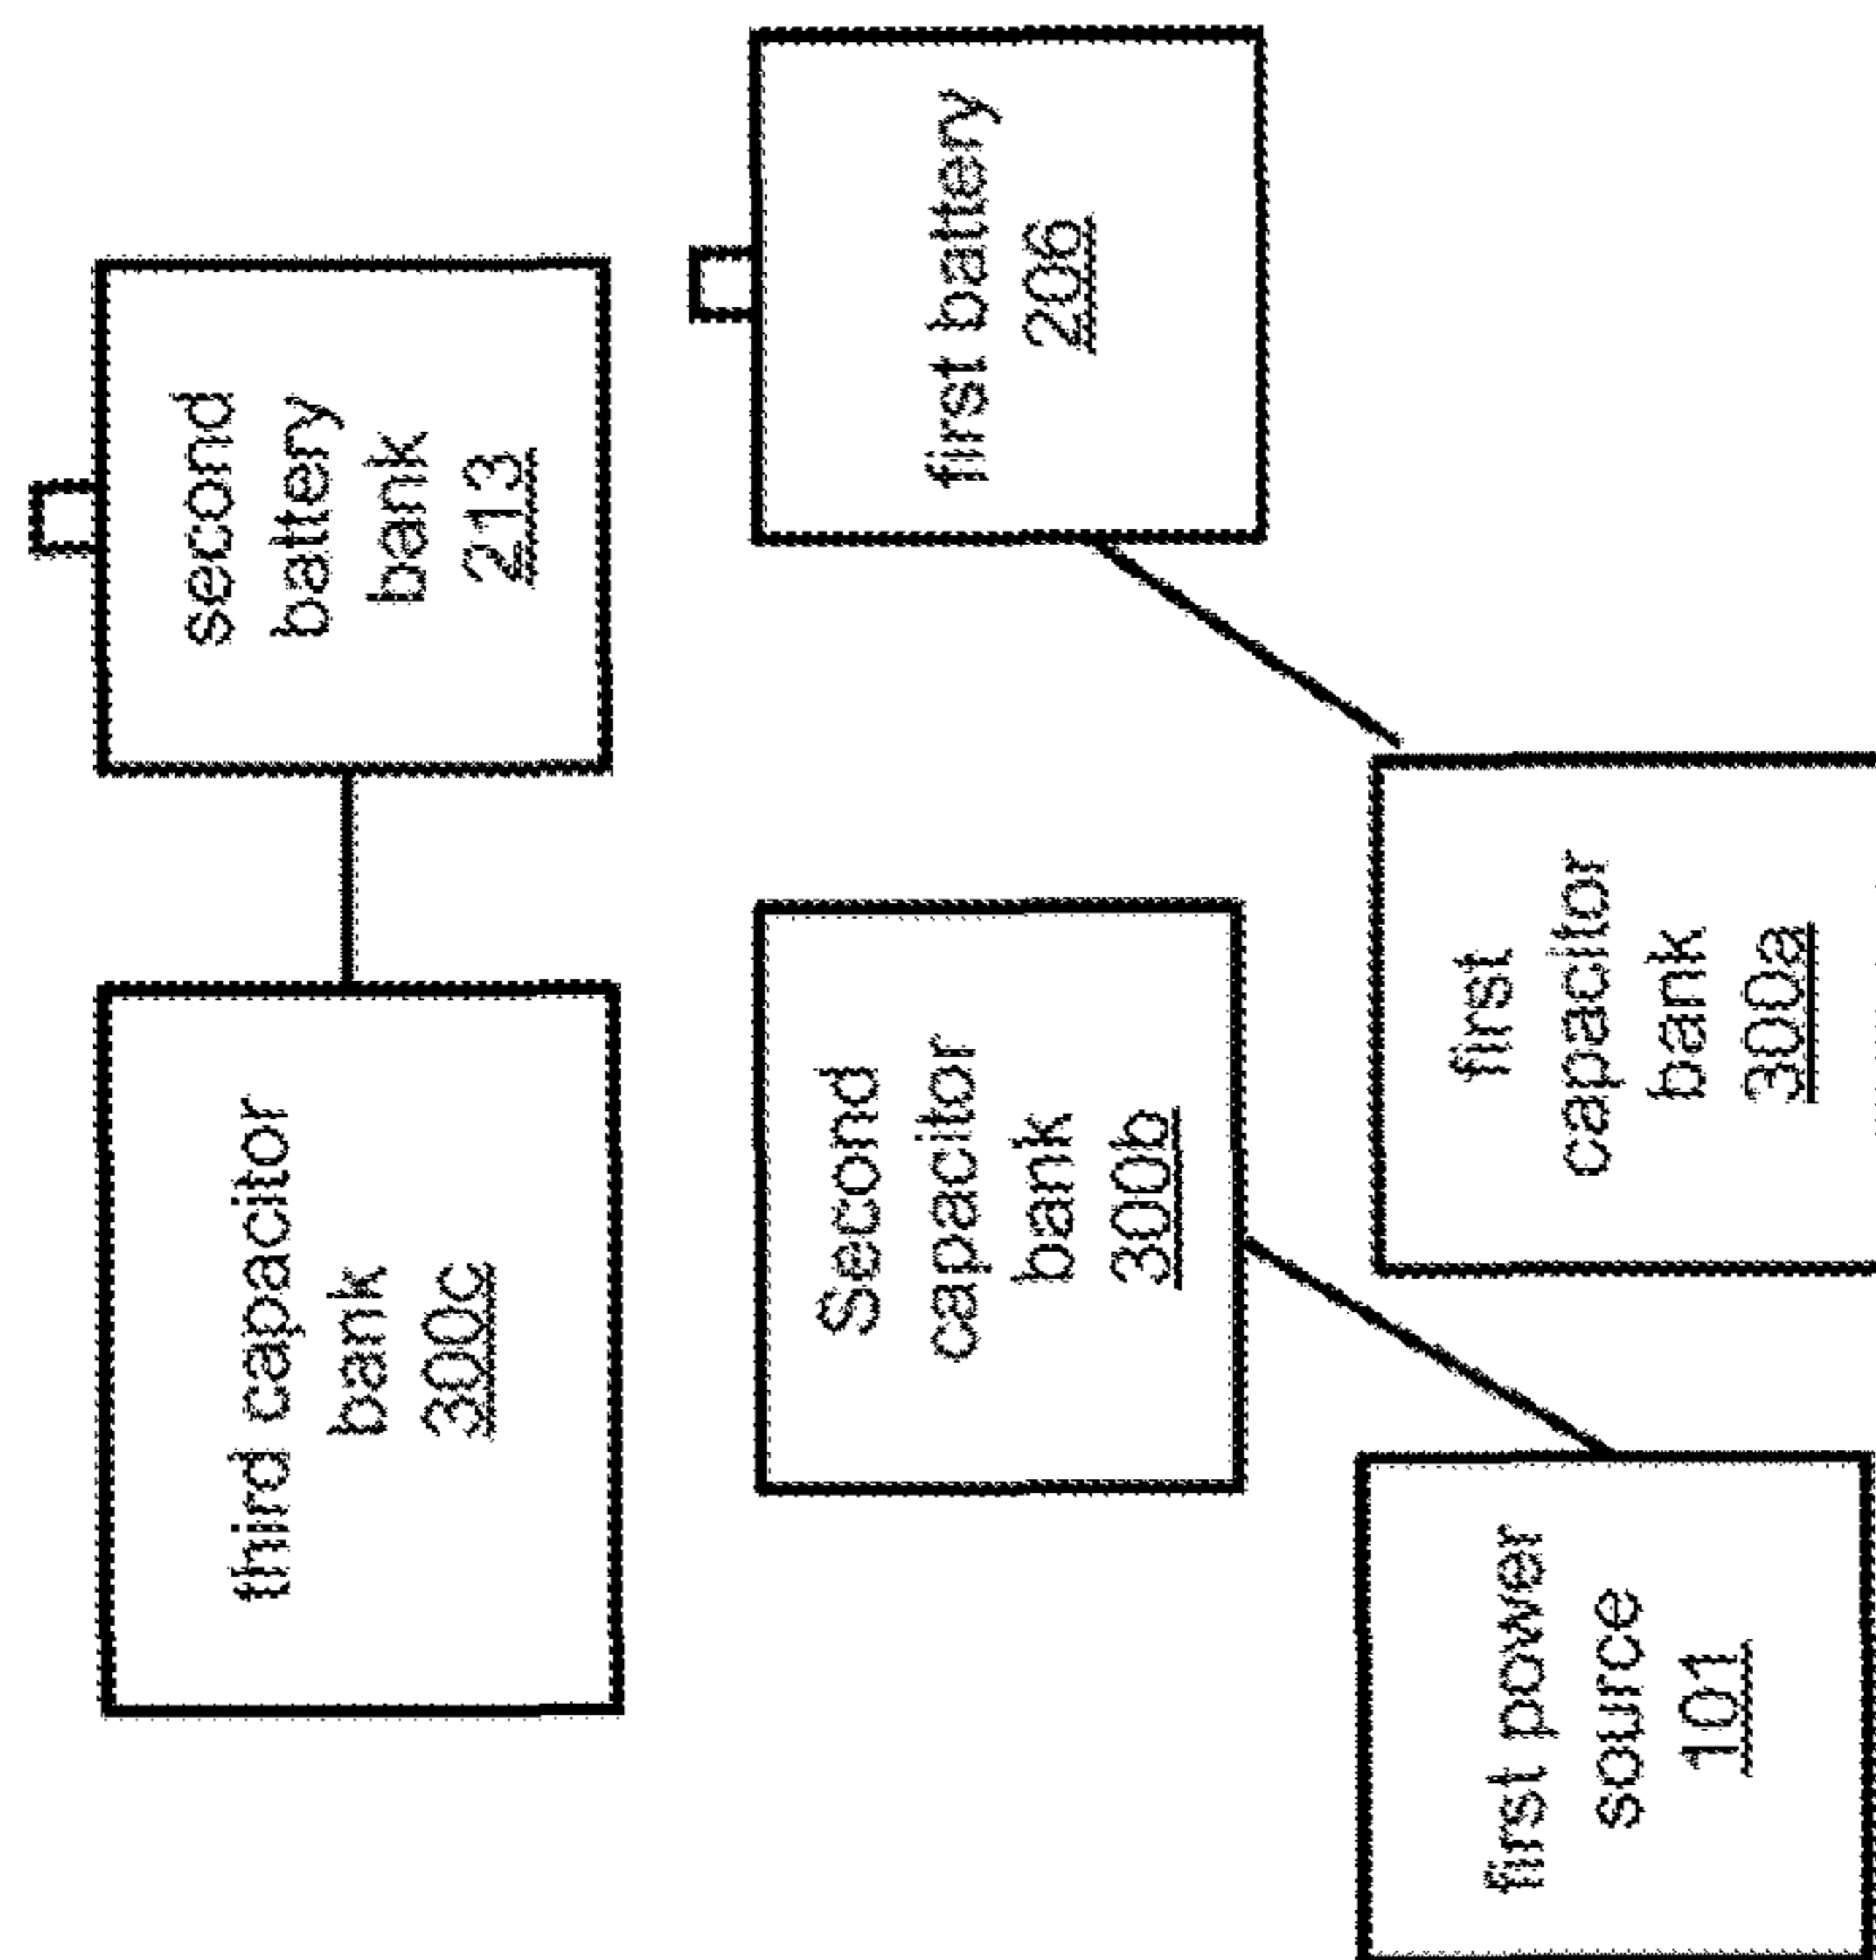 third capacitor
bank
300c
second
battery
bank
213
Second
capacitor
bank
300b
first battery
206
first power
source
101
first
capacitor
bank
300a